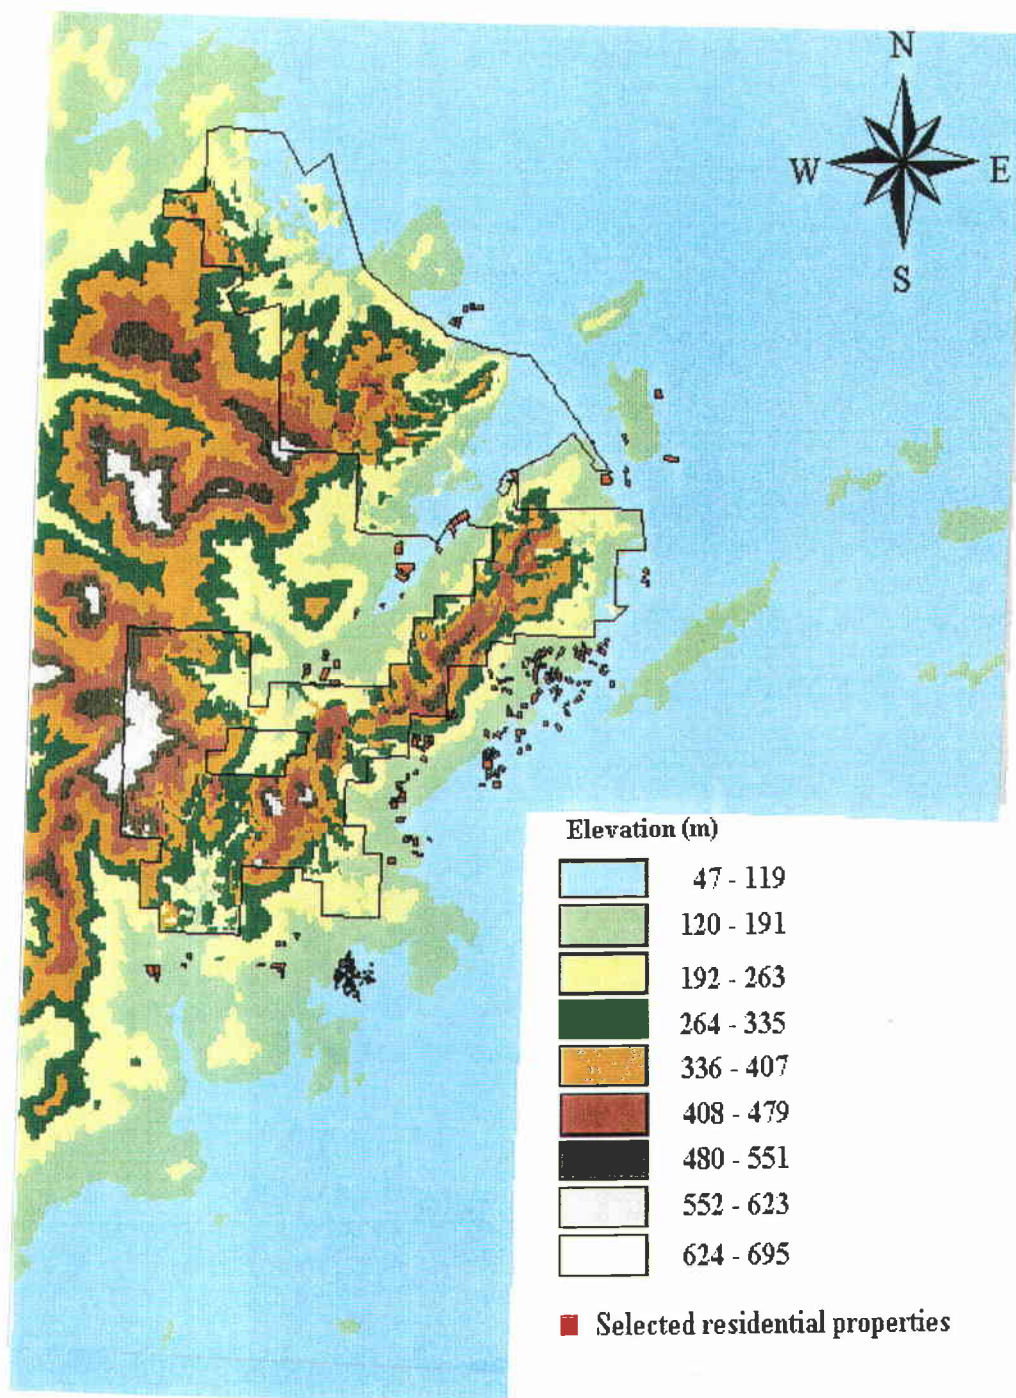 N
W E
S
Elevation (m)
47 - 119
120 - 191
192 - 263
264 - 335
336 - 407
408 - 479
480 - 551
552 - 623
624 - 695
Selected residential properties